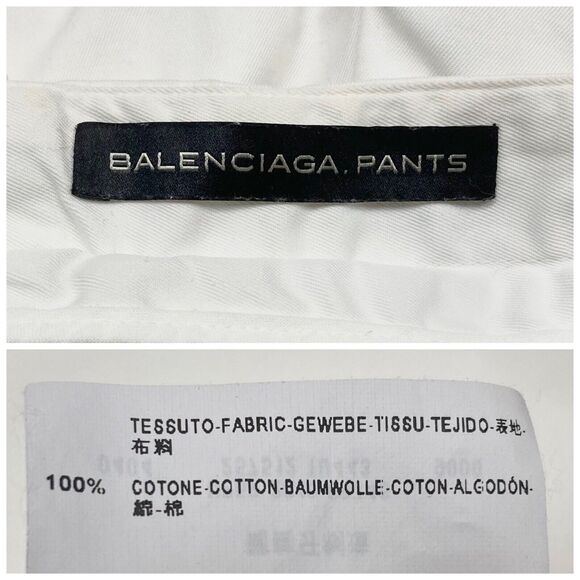 BALENCIAGA. PANTS
TESSUTO-FABRIC-GEWEBE-TISSU-TEJIDO-表地-
布料
100% COTONE-COTTON-BAUMWOLLE-COTON-ALGODÓN-
綿-棉